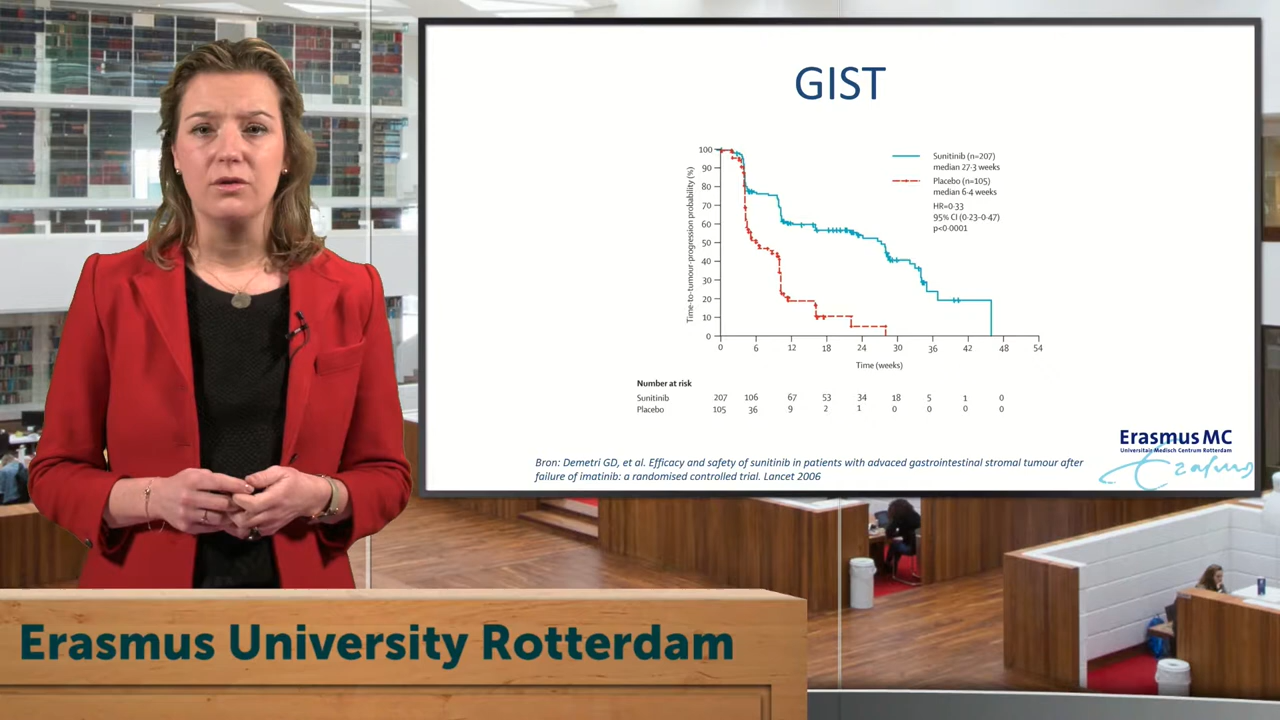 GIST
Time-to-tumour-progression probability (%)
100
90
80
70
60
50
40
30
20
10
0
0 6 12 18 24 30 36 42 48 54
Time (weeks)
Sunitinib (n=207)
median 27·3 weeks
Placebo (n=105)
median 6·4 weeks
HR=0·33
95% CI (0·23–0·47)
p<0·0001
Number at risk
Sunitinib 207 106 67 53 34 18 5 1 0
Placebo 105 36 9 2 1 0 0 0 0
Bron: Demetri GD, et al. Efficacy and safety of sunitinib in patients with advaced gastrointestinal stromal tumour after
failure of imatinib: a randomised controlled trial. Lancet 2006
Erasmus MC
Universitair Medisch Centrum Rotterdam
Erasmus
Erasmus University Rotterdam